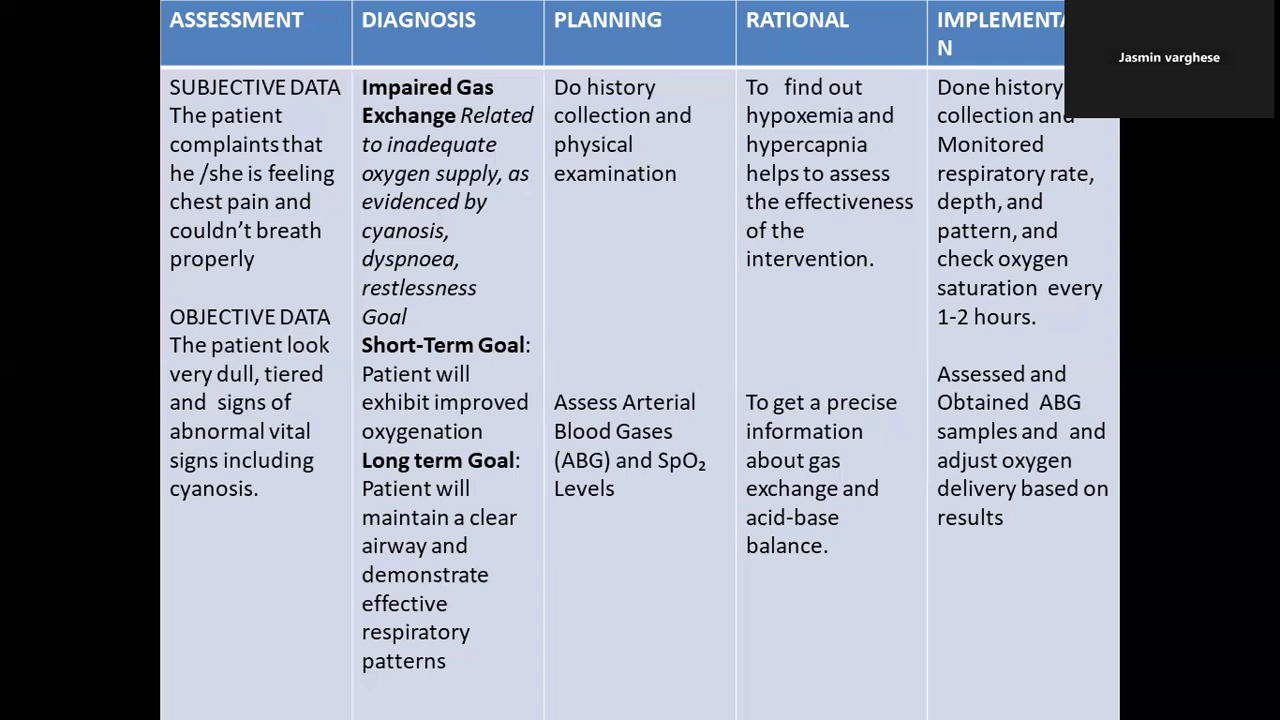 ASSESSMENT
DIAGNOSIS
PLANNING
RATIONAL
IMPLEMENTA
N
Jasmin varghese
SUBJECTIVE DATA
The patient
complaints that
he /she is feeling
chest pain and
couldn’t breath
properly
OBJECTIVE DATA
The patient look
very dull, tiered
and signs of
abnormal vital
signs including
cyanosis.
Impaired Gas
Exchange Related
to inadequate
oxygen supply, as
evidenced by
cyanosis,
dyspnoea,
restlessness
Goal
Short-Term Goal:
Patient will
exhibit improved
oxygenation
Long term Goal:
Patient will
maintain a clear
airway and
demonstrate
effective
respiratory
patterns
Do history
collection and
physical
examination
Assess Arterial
Blood Gases
(ABG) and SpO₂
Levels
To find out
hypoxemia and
hypercapnia
helps to assess
the effectiveness
of the
intervention.
To get a precise
information
about gas
exchange and
acid-base
balance.
Done history
collection and
Monitored
respiratory rate,
depth, and
pattern, and
check oxygen
saturation every
1-2 hours.
Assessed and
Obtained ABG
samples and and
adjust oxygen
delivery based on
results